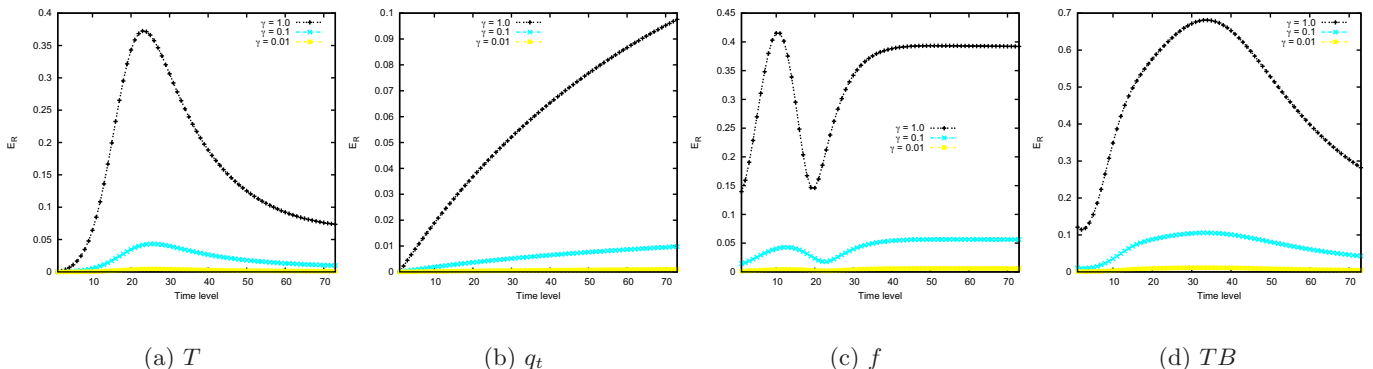 γ = 1.0
γ = 0.1
γ = 0.01
E_R
0.4
0.35
0.3
0.25
0.2
0.15
0.1
0.05
0
10 20 30 40 50 60 70
Time level
(a) T
γ = 1.0
γ = 0.1
γ = 0.01
E_R
0.1
0.09
0.08
0.07
0.06
0.05
0.04
0.03
0.02
0.01
0
10 20 30 40 50 60 70
Time level
(b) q_t
γ = 1.0
γ = 0.1
γ = 0.01
E_R
0.45
0.4
0.35
0.3
0.25
0.2
0.15
0.1
0.05
0
10 20 30 40 50 60 70
Time level
(c) f
γ = 1.0
γ = 0.1
γ = 0.01
E_R
0.7
0.6
0.5
0.4
0.3
0.2
0.1
0
10 20 30 40 50 60 70
Time level
(d) TB